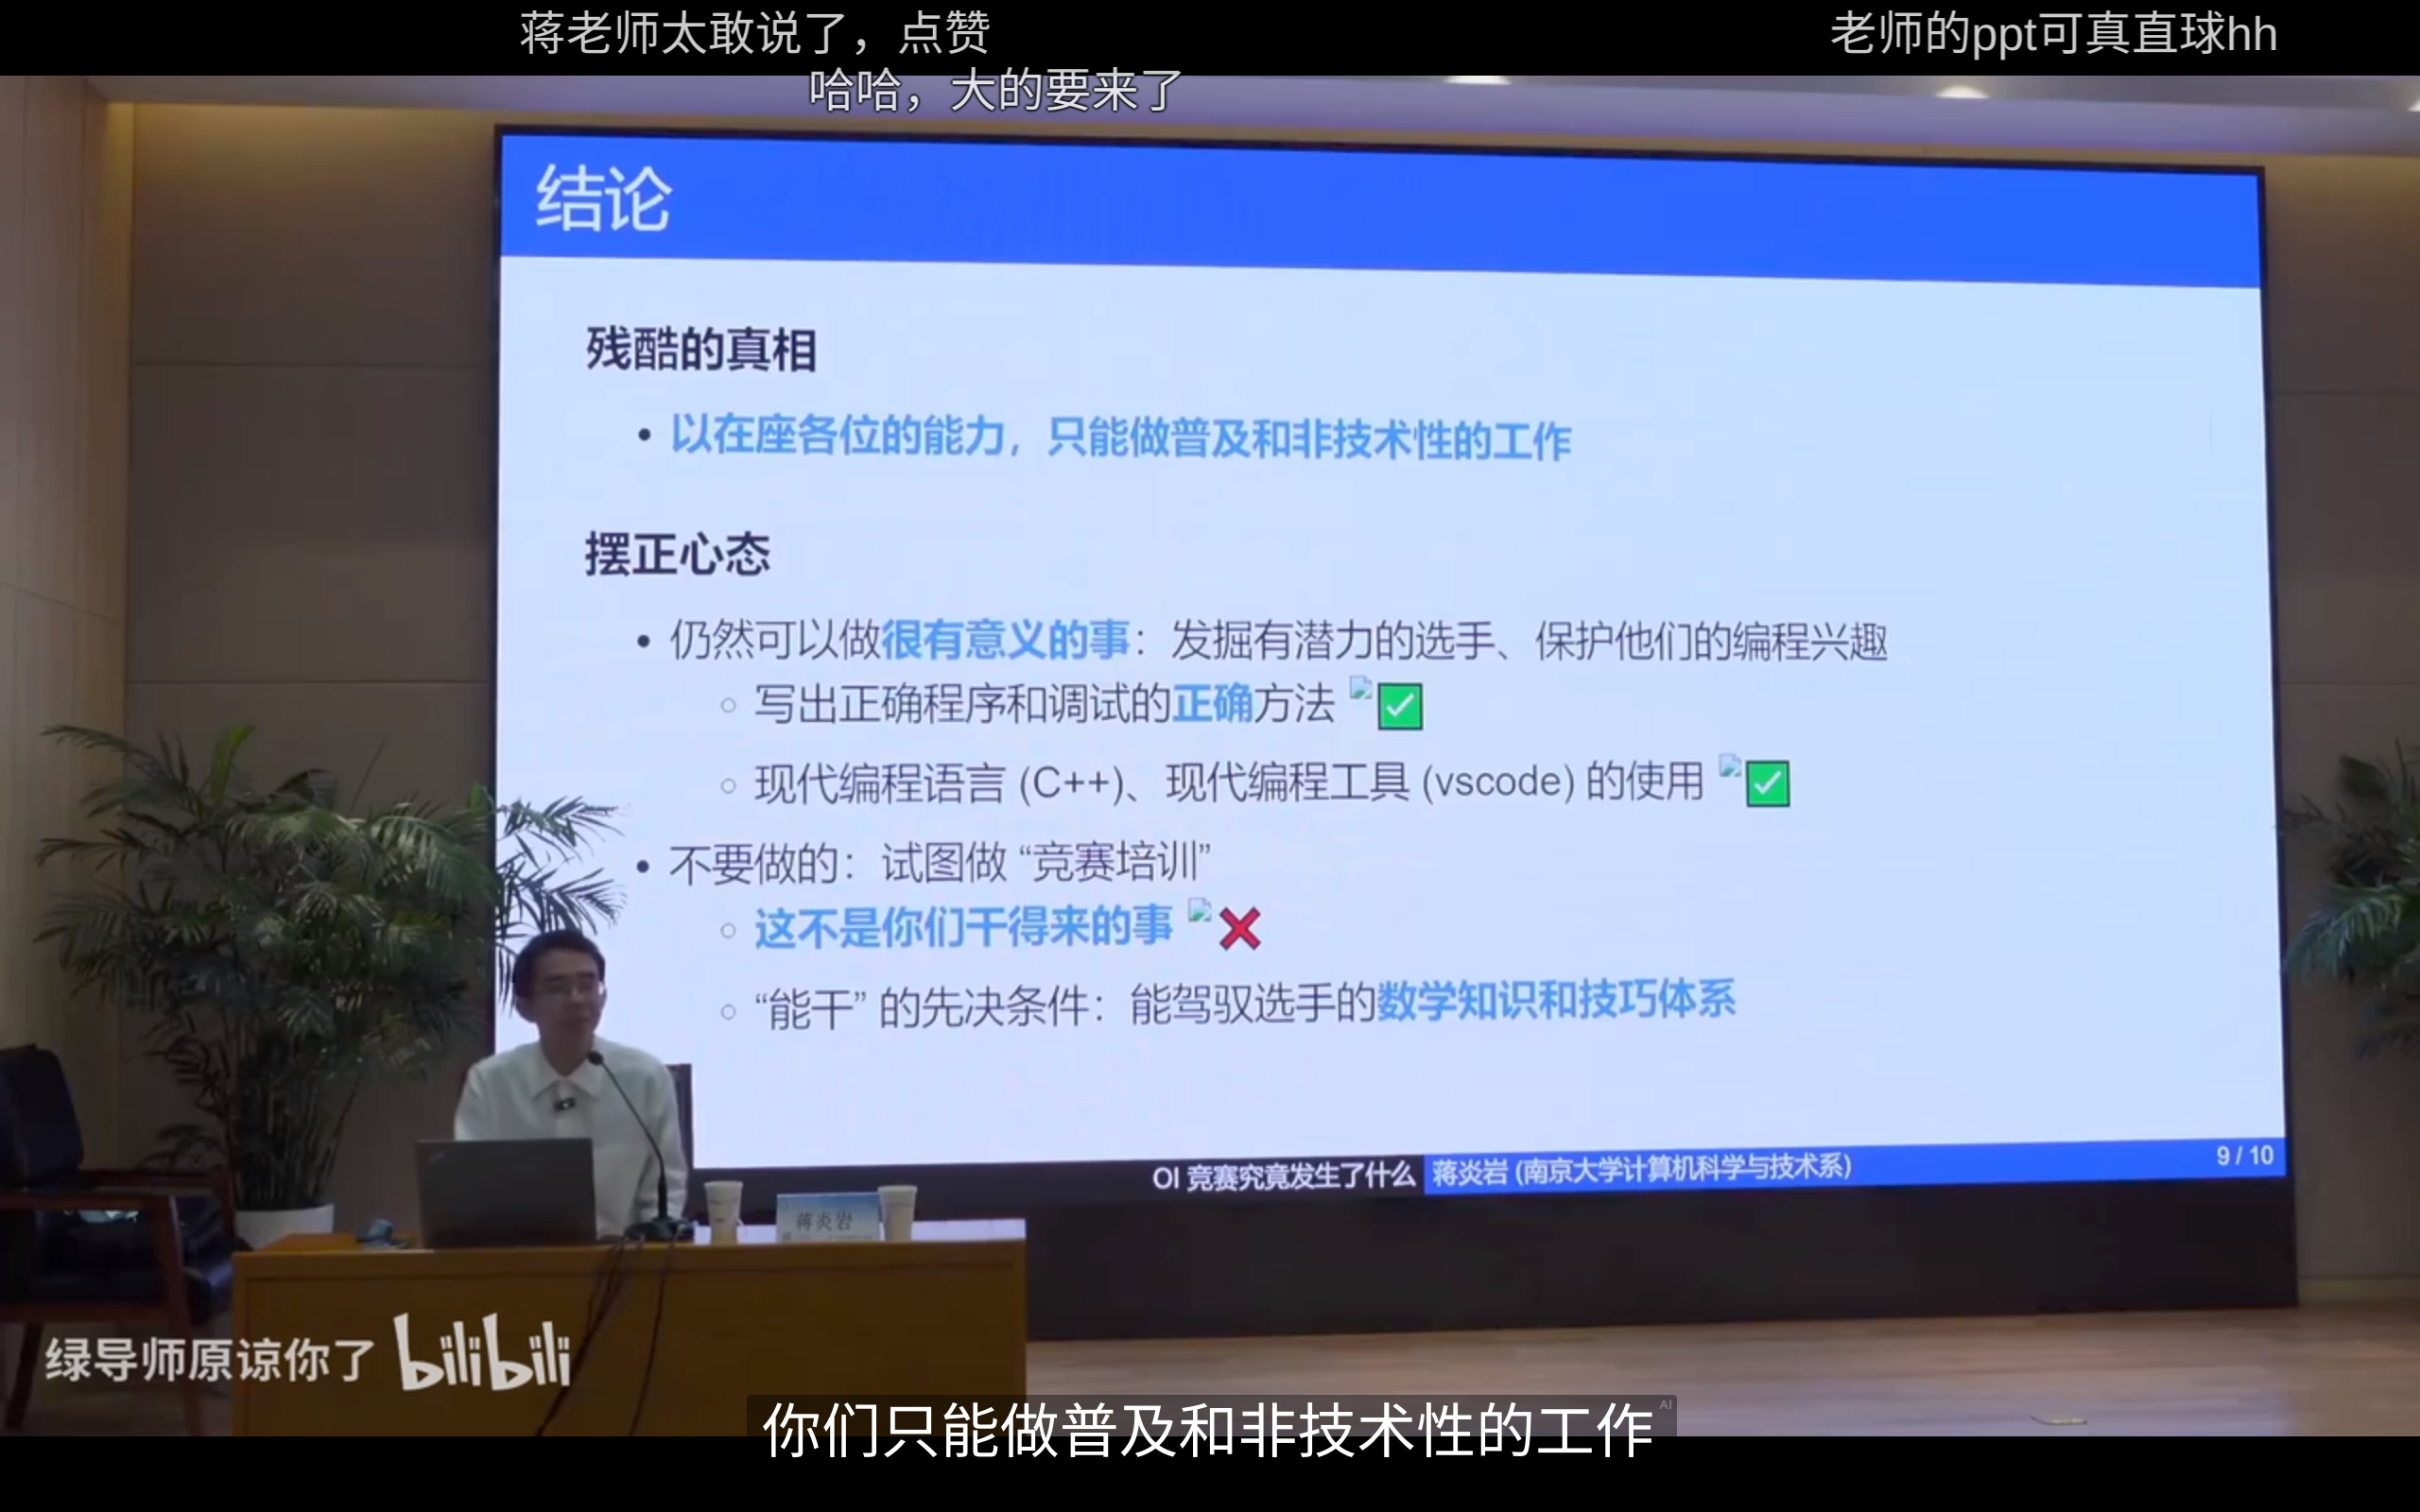 蒋老师太敢说了，点赞
老师的ppt可真直球hh
哈哈，大的要来了
结论
残酷的真相
• 以在座各位的能力，只能做普及和非技术性的工作
摆正心态
• 仍然可以做很有意义的事：发掘有潜力的选手、保护他们的编程兴趣
○ 写出正确程序和调试的正确方法 ✅
○ 现代编程语言 (C++)、现代编程工具 (vscode) 的使用 ✅
• 不要做的：试图做 “竞赛培训”
○ 这不是你们干得来的事 ❌
○ “能干” 的先决条件：能驾驭选手的数学知识和技巧体系
OI 竞赛究竟发生了什么 蒋炎岩 (南京大学计算机科学与技术系) 9 / 10
蒋炎岩
绿导师原谅你了 bilibili
你们只能做普及和非技术性的工作 AI